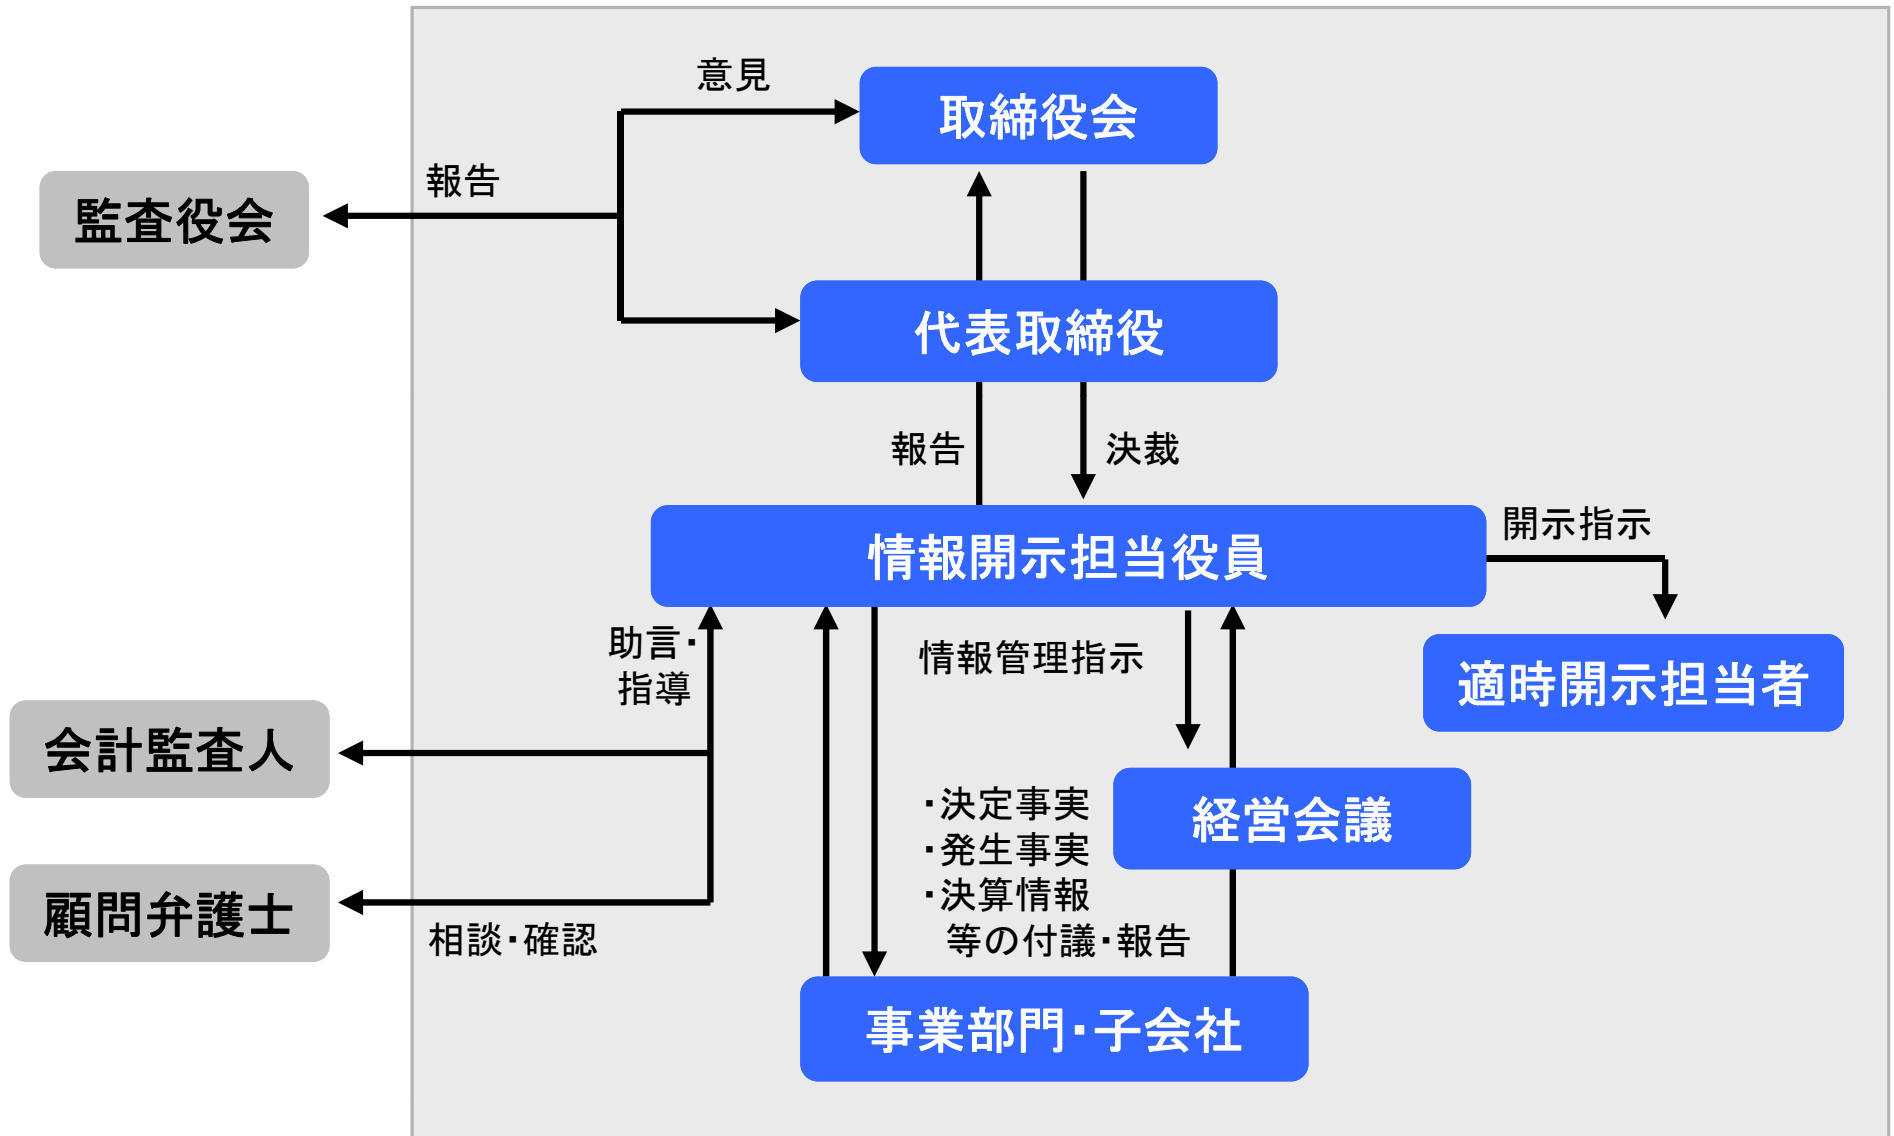 意見
取締役会
報告
監査役会
代表取締役
報告
決裁
情報開示担当役員
開示指示
助言・
指導
情報管理指示
適時開示担当者
会計監査人
・決定事実
・発生事実
・決算情報
等の付議・報告
経営会議
顧問弁護士
相談・確認
事業部門・子会社